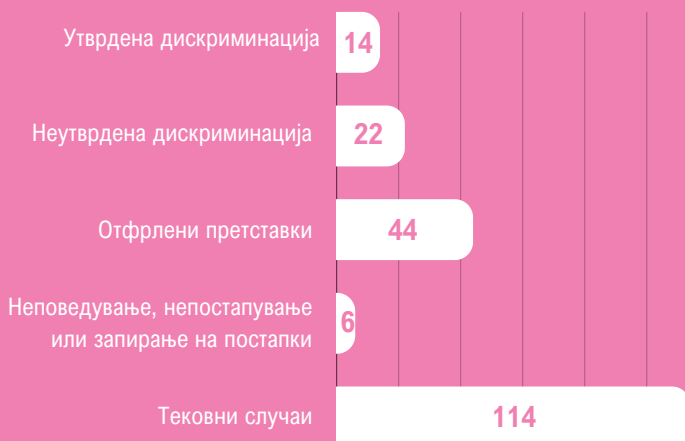 Утврдена дискриминација 14
Неутврдена дискриминација 22
Отфрлени претставки 44
Неповедување, непостапување
или запирање на постапки 6
Тековни случаи 114